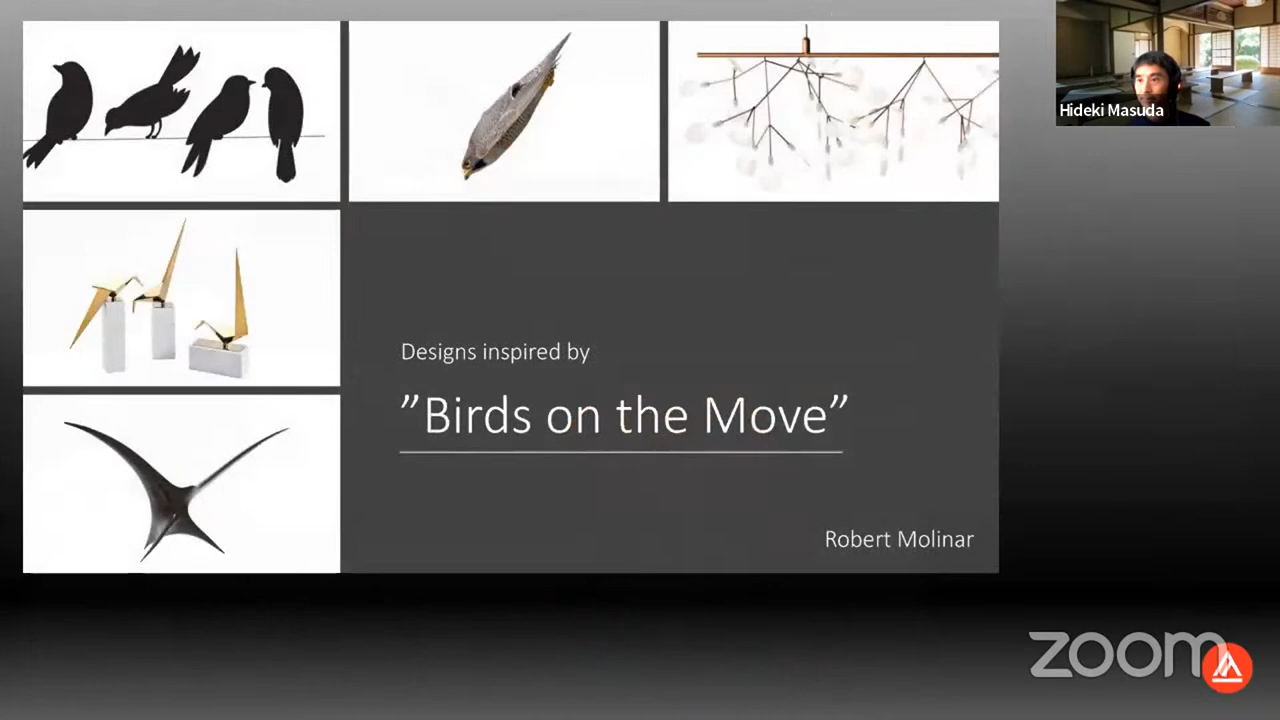 Hideki Masuda
Designs inspired by
”Birds on the Move”
Robert Molinar
zoom